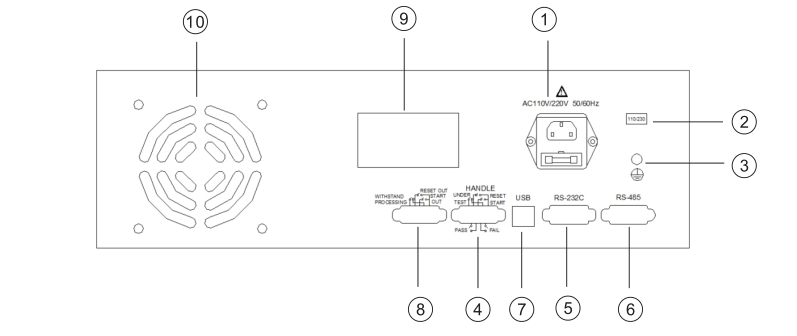 10
9
1
AC110V/220V 50/60Hz
110/230
2
3
HANDLE
RESET OUT
WITHSTAND START
PROCESSING OUT
UNDER RESET
TEST START
PASS FAIL
USB
RS-232C
RS-485
8
4
7
5
6